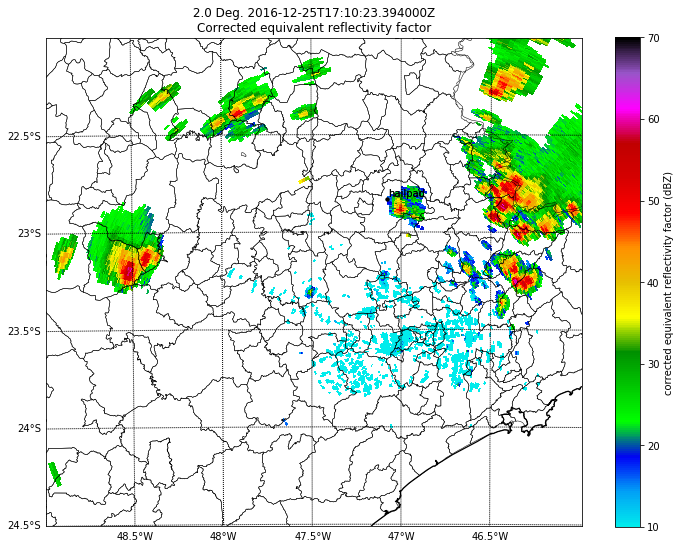 2.0 Deg. 2016-12-25T17:10:23.394000Z
Corrected equivalent reflectivity factor
22.5°S
23°S
23.5°S
24°S
24.5°S
48.5°W
48°W
47.5°W
47°W
46.5°W
70
60
50
40
30
20
10
corrected equivalent reflectivity factor (dBZ)